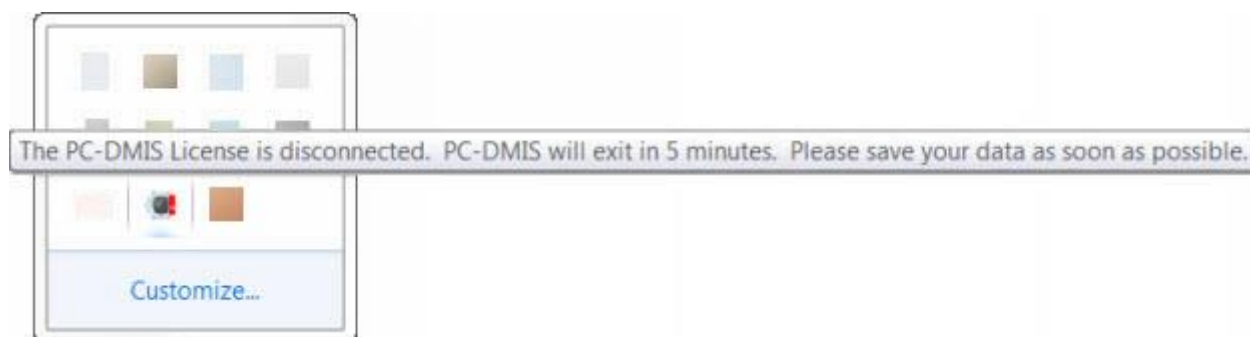 The PC-DMIS License is disconnected.  PC-DMIS will exit in 5 minutes.  Please save your data as soon as possible.
Customize...